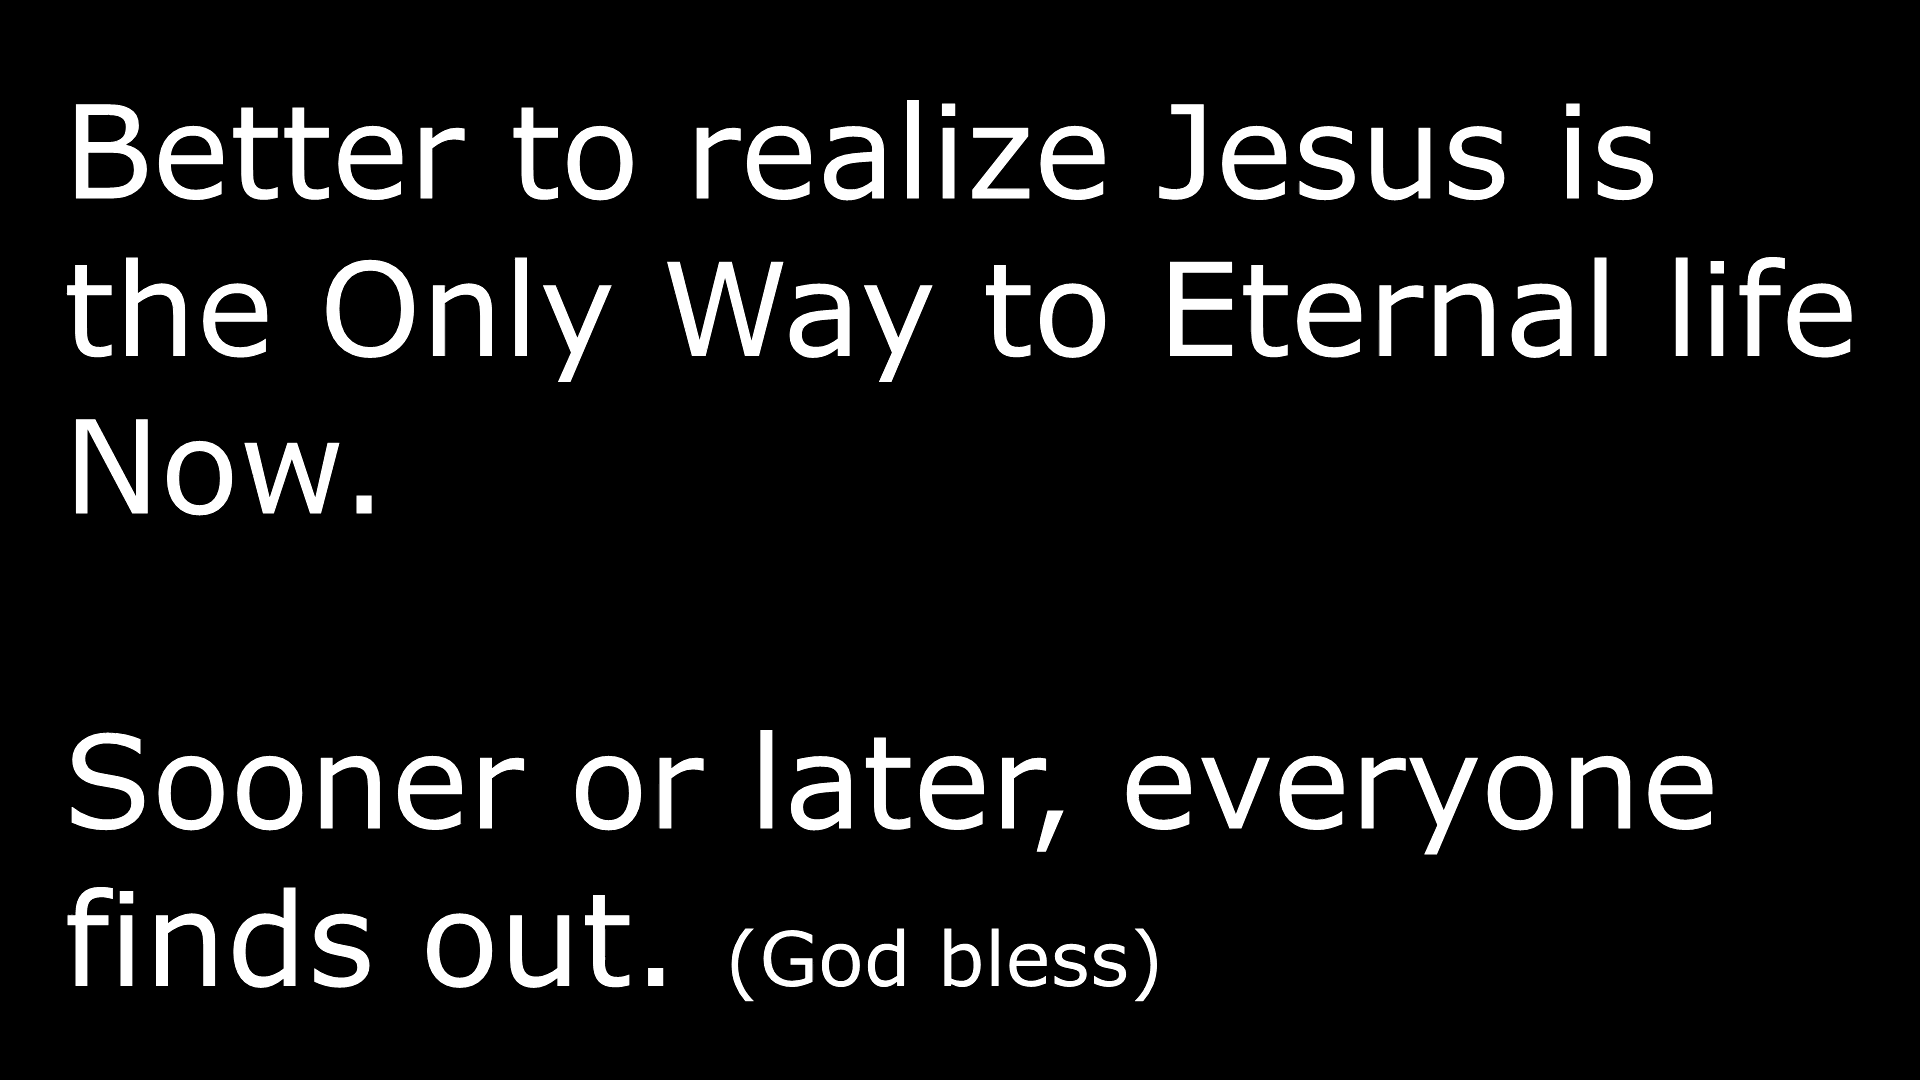 Better to realize Jesus is
the Only Way to Eternal life
Now.
Sooner or later, everyone
finds out. (God bless)